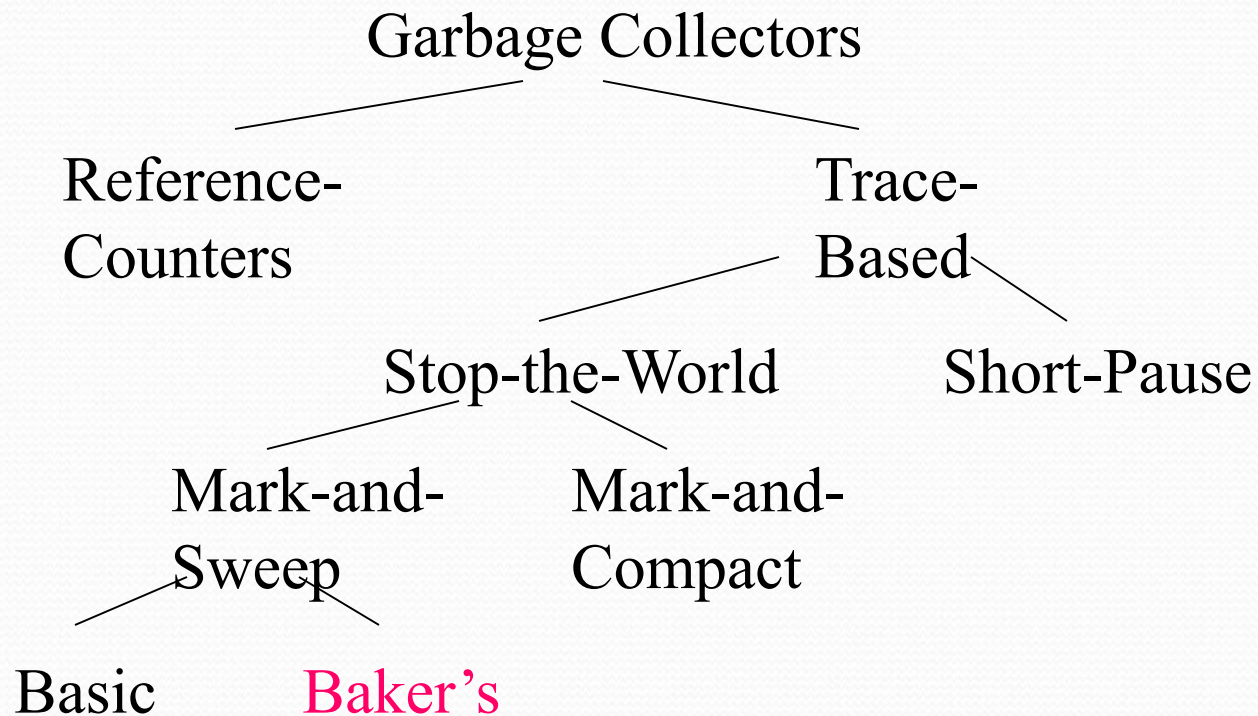 Garbage Collectors
Reference-
Counters
Trace-
Based
Stop-the-World
Short-Pause
Mark-and-
Sweep
Mark-and-
Compact
Basic
Baker’s